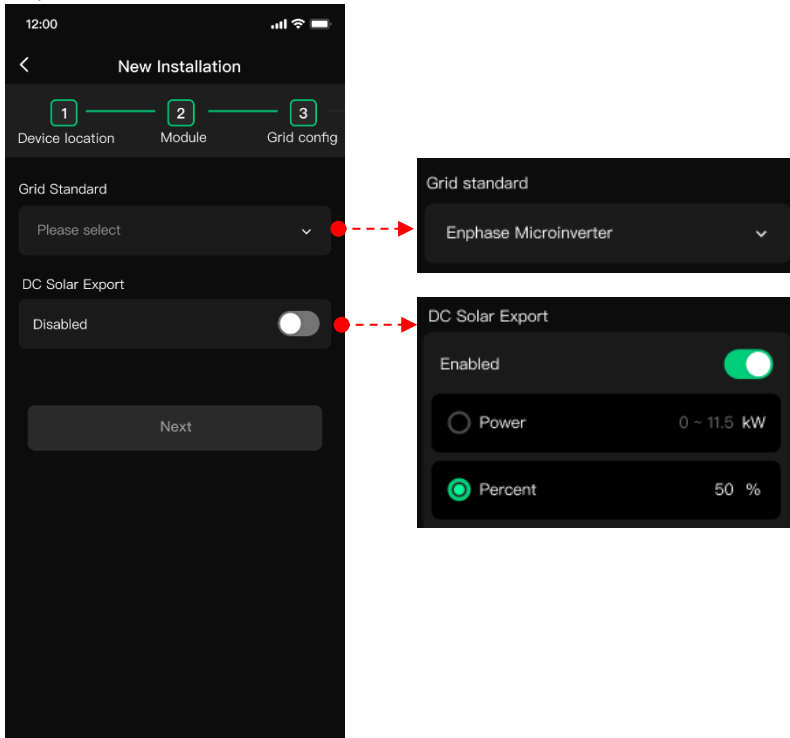 12:00
New Installation
1 2 3
Device location Module Grid config
Grid Standard
Please select
DC Solar Export
Disabled
Next
Grid standard
Enphase Microinverter
DC Solar Export
Enabled
Power 0 ~ 11.5 kW
Percent 50 %